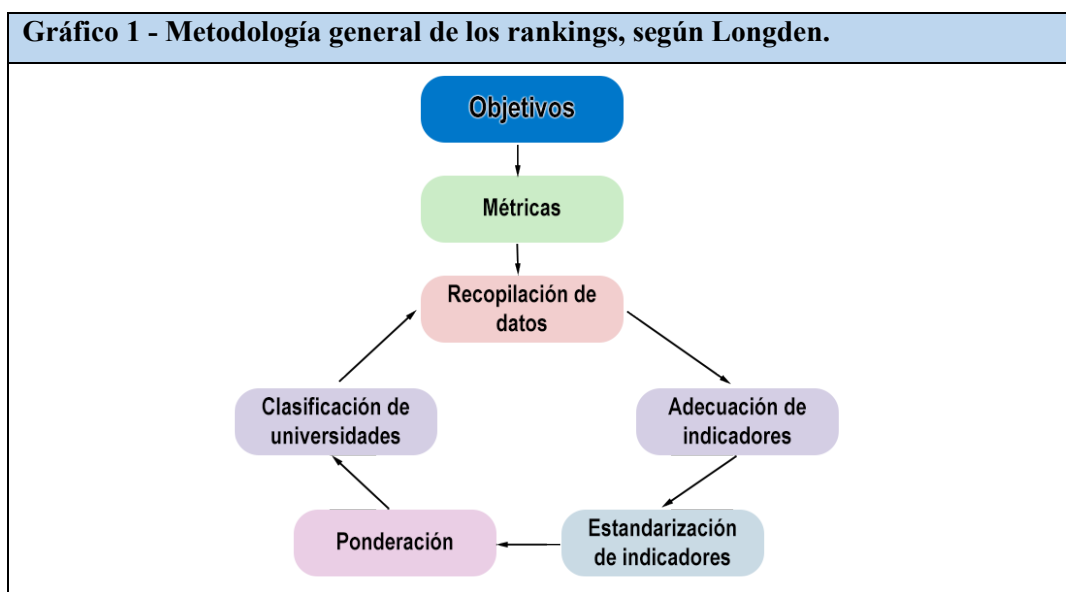 Gráfico 1 - Metodología general de los rankings, según Longden.
Objetivos
Métricas
Recopilación de
datos
Clasificación de
universidades
Adecuación de
indicadores
Ponderación
Estandarización
de indicadores